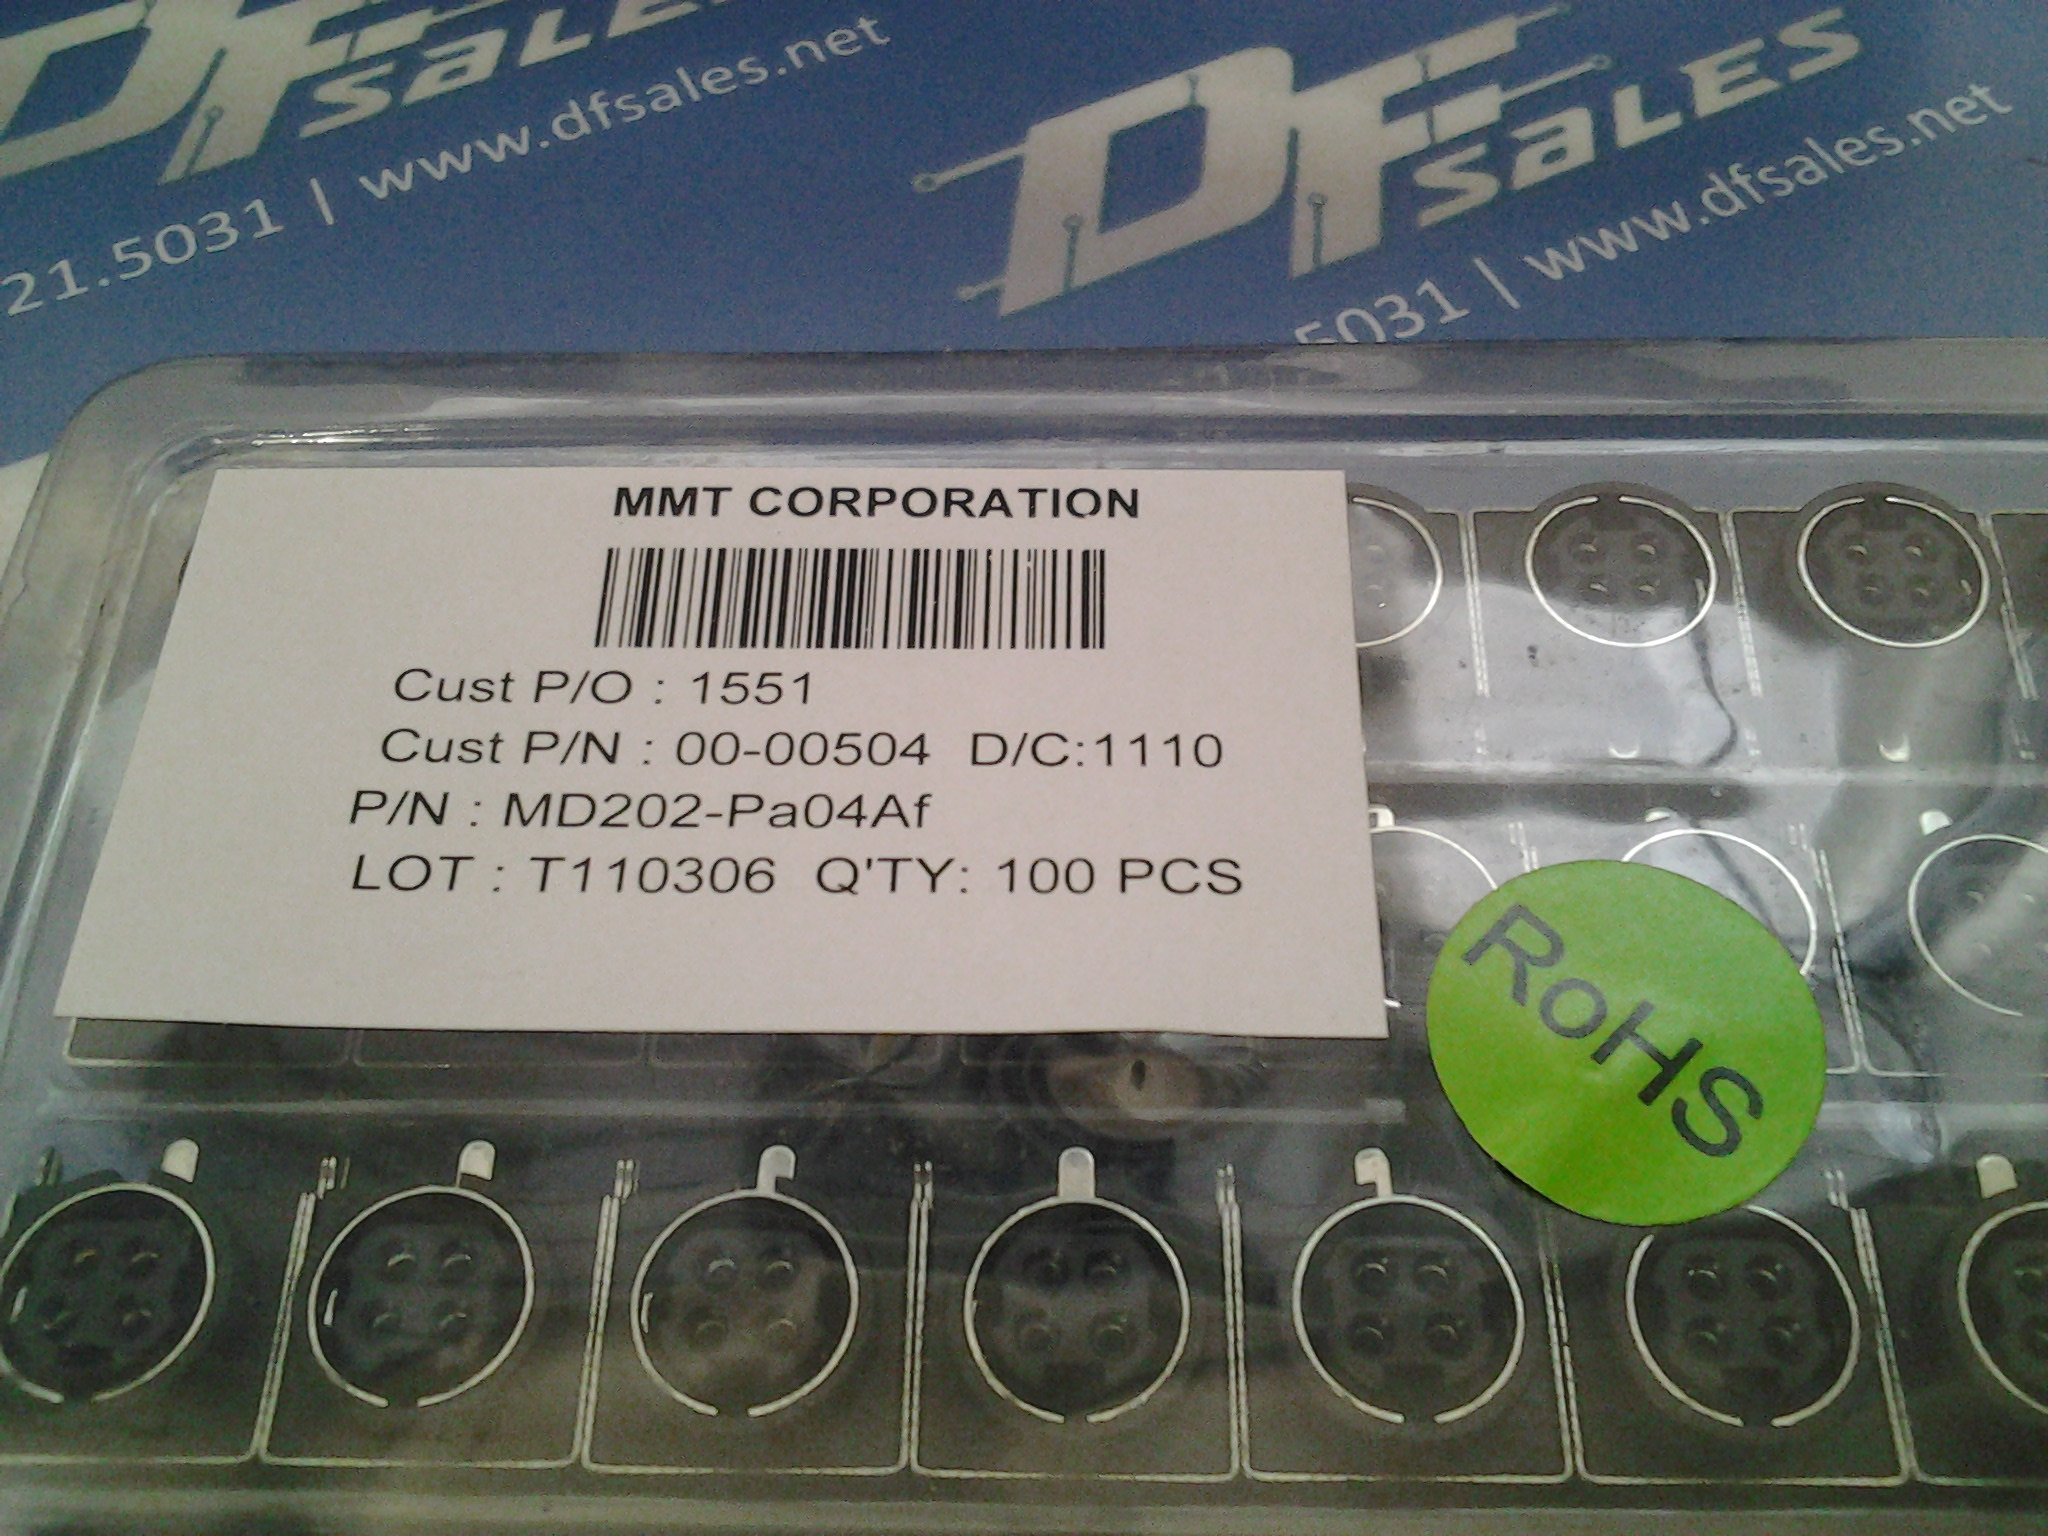 DF SaLE
21.5031 | www.dfsales.net
DF SaLES
5031 | www.dfsales.net
MMT CORPORATION
Cust P/O : 1551
Cust P/N : 00-00504 D/C:1110
P/N : MD202-Pa04Af
LOT : T110306 Q'TY: 100 PCS
RoHS